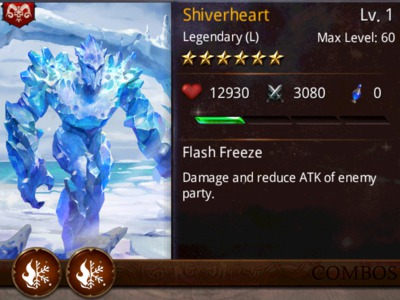 Shiverheart Lv. 1
Legendary (L) Max Level: 60
12930 3080 0
Flash Freeze
Damage and reduce ATK of enemy
party.
COMBOS